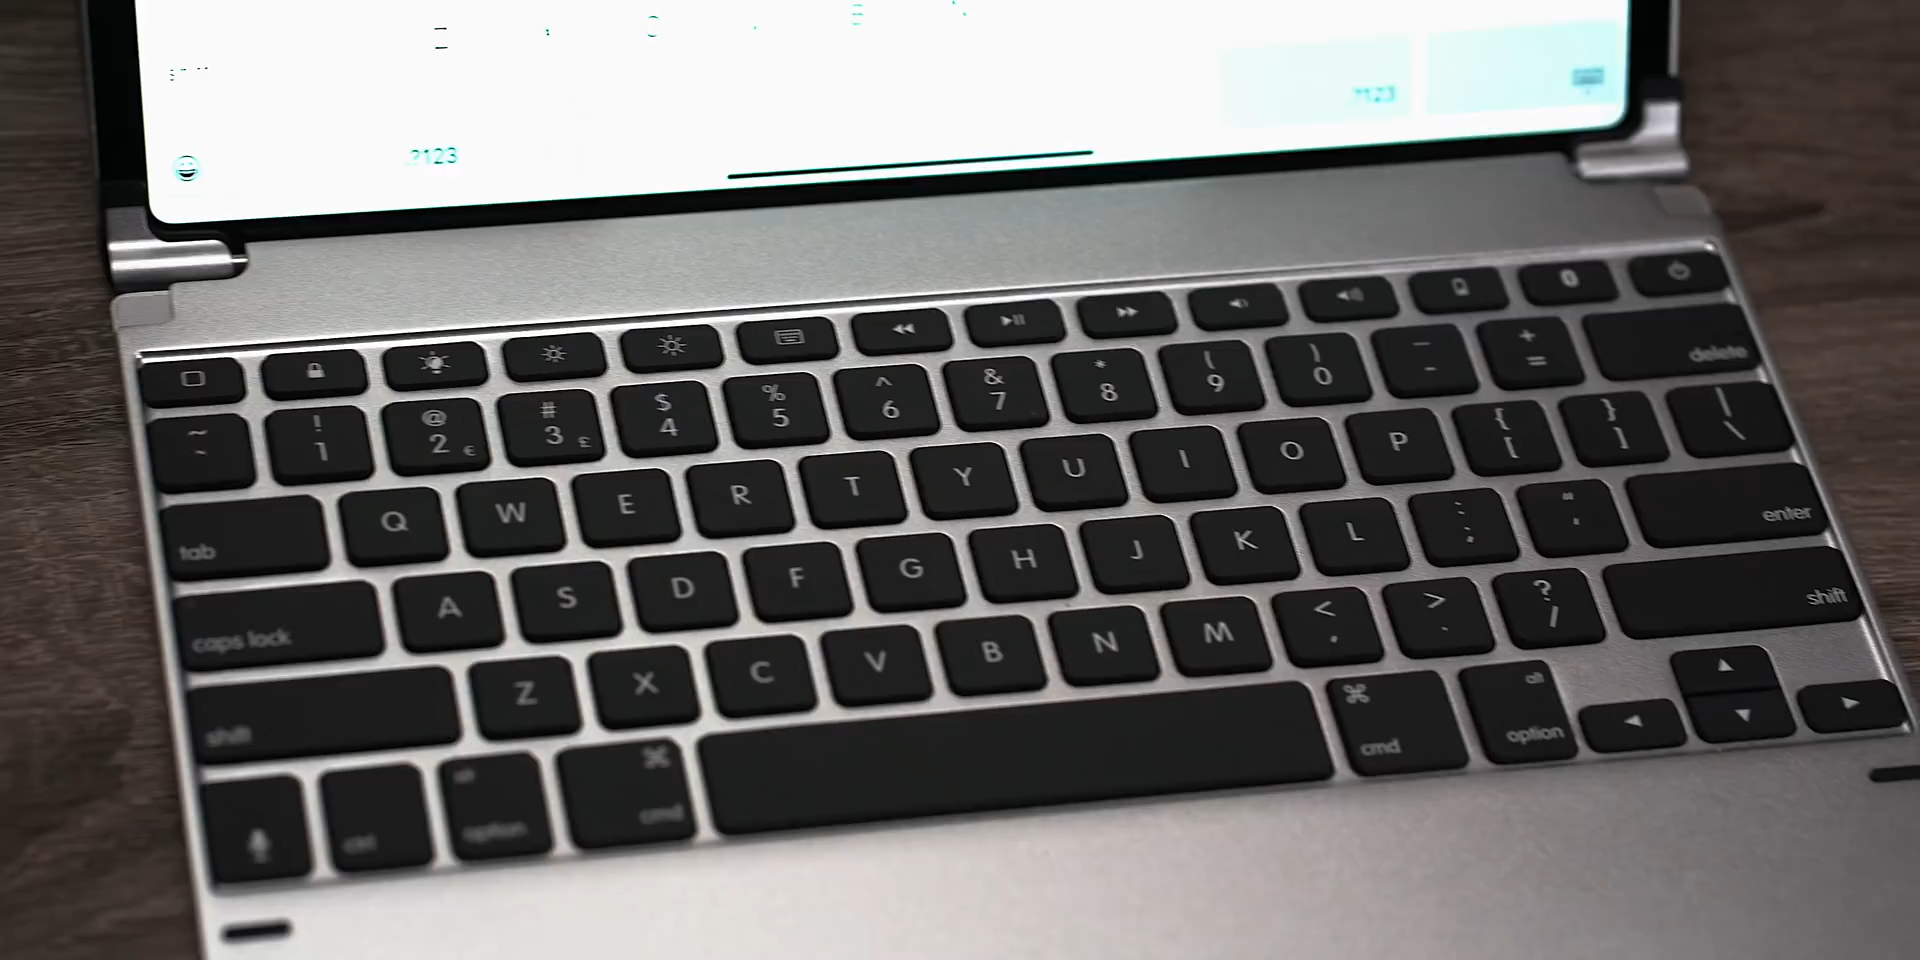 .?123
.?123
~ ! @ # $ % ^ & * ( ) _ + delete
` 1 2 € 3 £ 4 5 6 7 8 9 0 - =
tab Q W E R T Y U I O P { [ } ] | \
caps lock A S D F G H J K L : ; " ' enter
shift Z X C V B N M < , > . ? / shift
ctrl alt option ⌘ cmd ⌘ cmd alt option